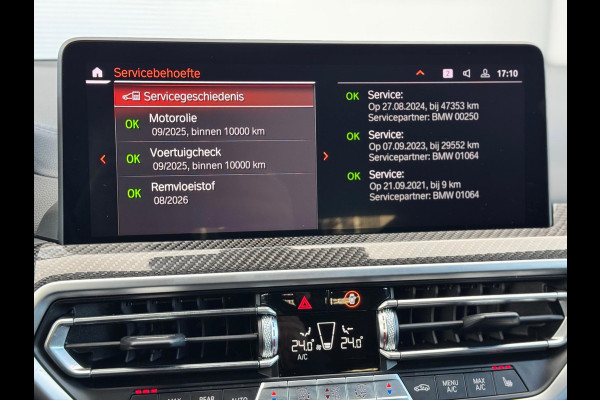 Servicebehoefte
2
17:10
Servicegeschiedenis
OK Motorolie
09/2025, binnen 10000 km
OK Voertuigcheck
09/2025, binnen 10000 km
OK Remvloeistof
08/2026
OK Service:
Op 27.08.2024, bij 47353 km
Servicepartner: BMW 00250
OK Service:
Op 07.09.2023, bij 29552 km
Servicepartner: BMW 01064
OK Service:
Op 21.09.2021, bij 9 km
Servicepartner: BMW 01064
24.0 24.0
A/C
MAX REAR AUTO
MENU A/C
MAX A/C